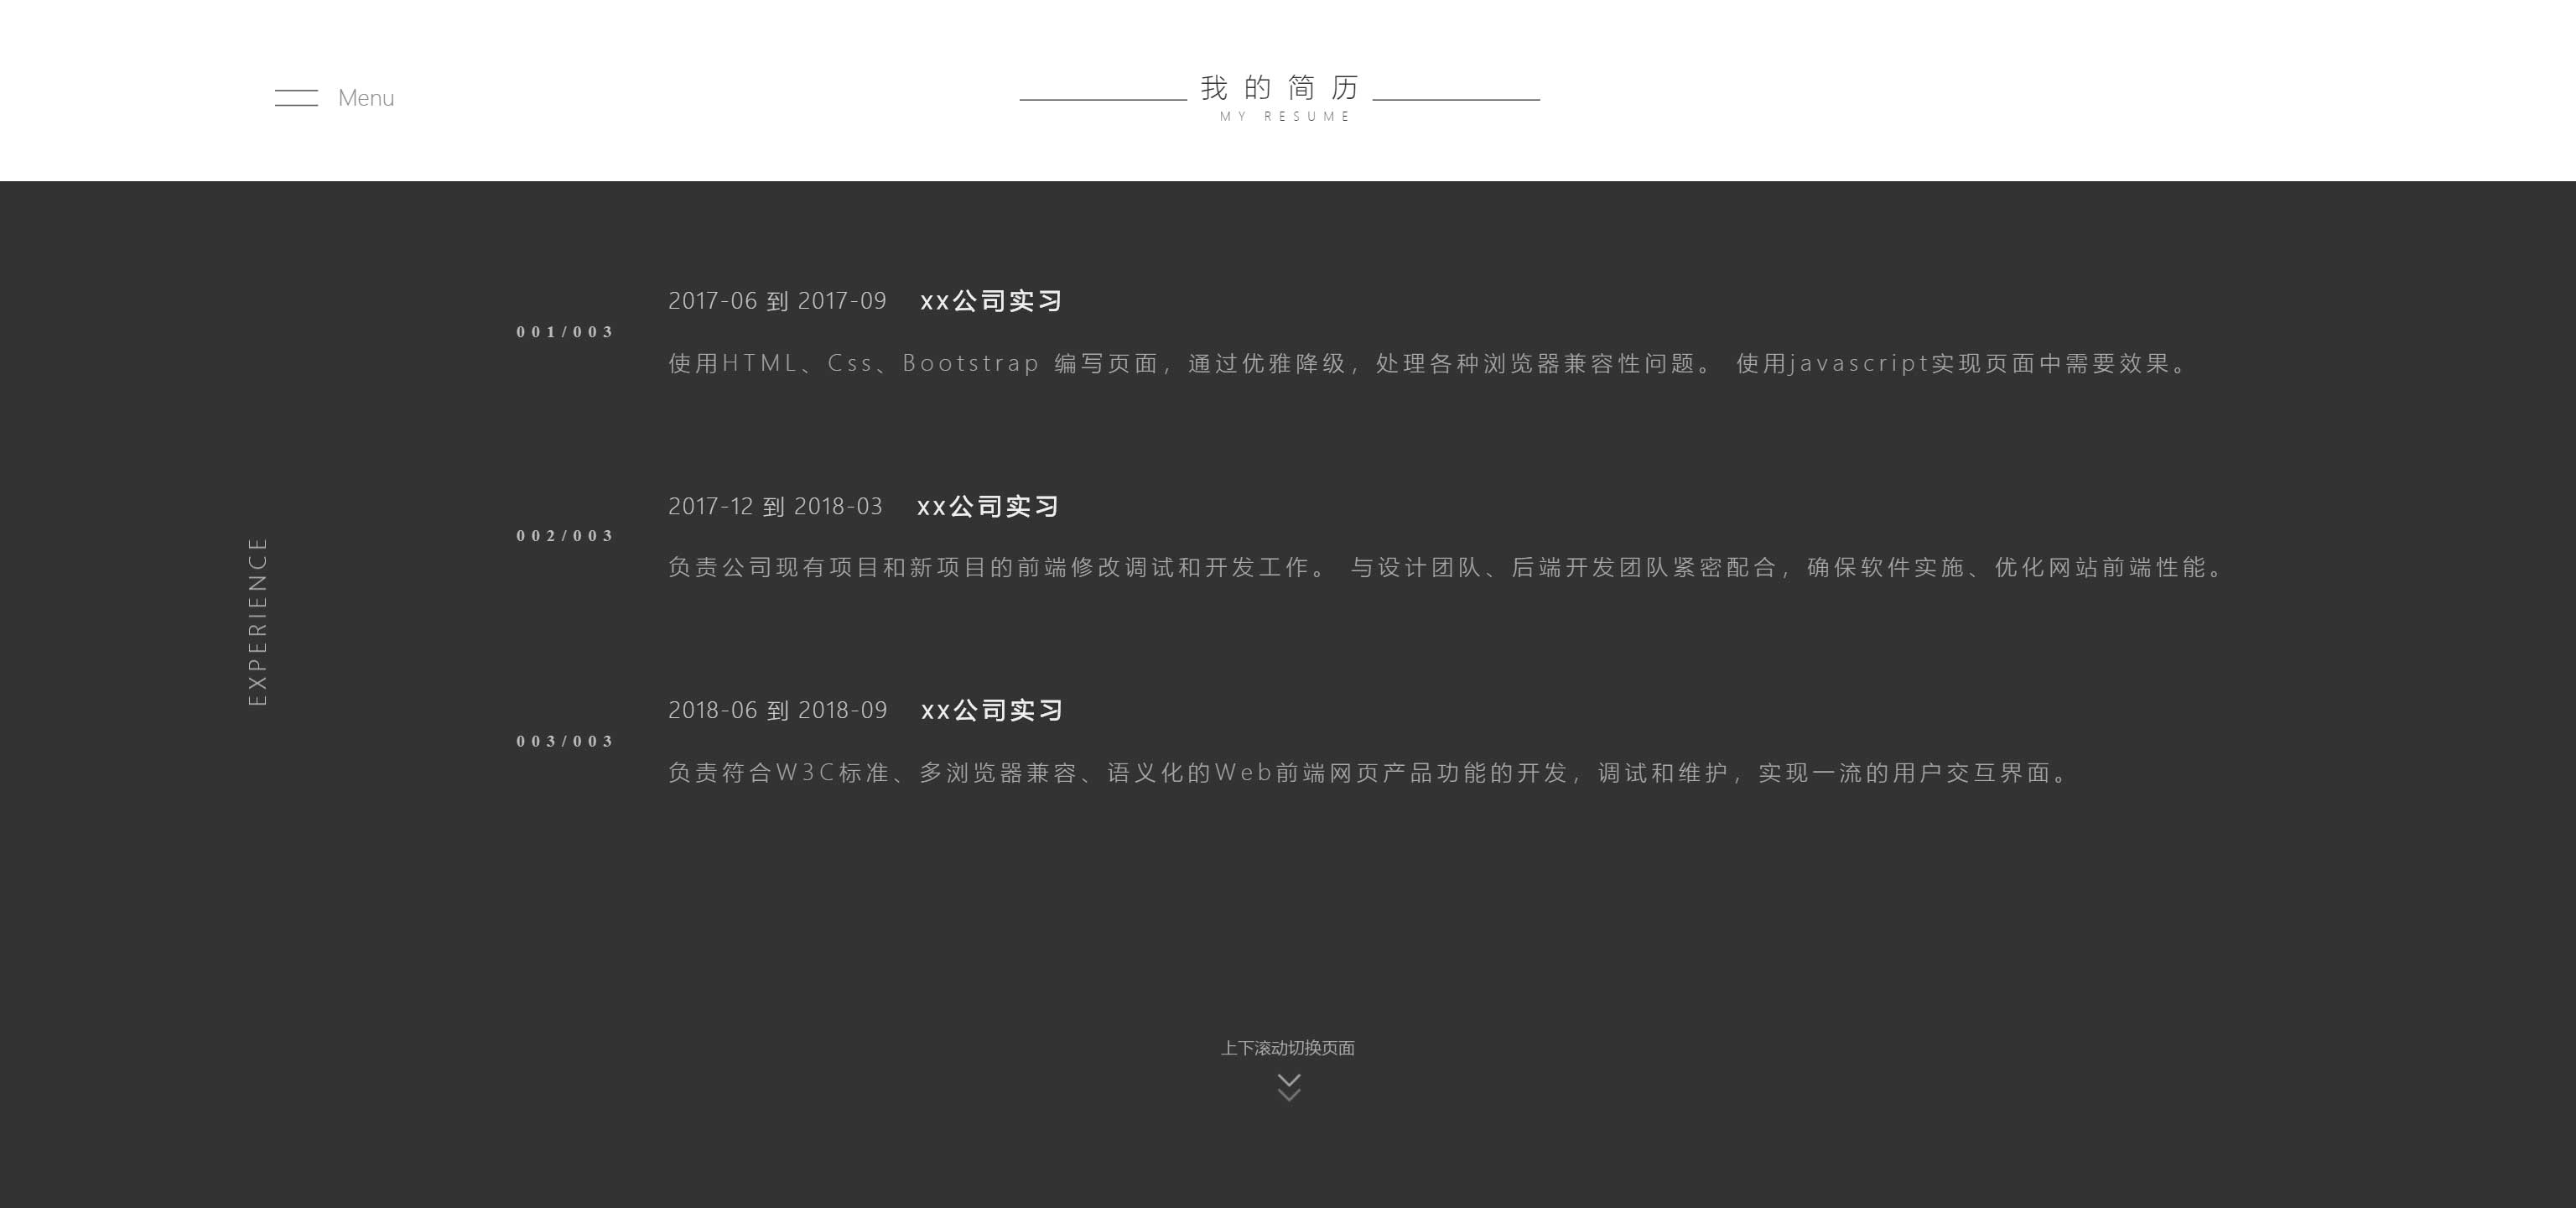 Menu
我的简历
MY RESUME
EXPERIENCE
001/003
2017-06 到 2017-09 xx公司实习
使用HTML、Css、Bootstrap 编写页面，通过优雅降级，处理各种浏览器兼容性问题。 使用javascript实现页面中需要效果。
002/003
2017-12 到 2018-03 xx公司实习
负责公司现有项目和新项目的前端修改调试和开发工作。 与设计团队、后端开发团队紧密配合，确保软件实施、优化网站前端性能。
003/003
2018-06 到 2018-09 xx公司实习
负责符合W3C标准、多浏览器兼容、语义化的Web前端网页产品功能的开发，调试和维护，实现一流的用户交互界面。
上下滚动切换页面